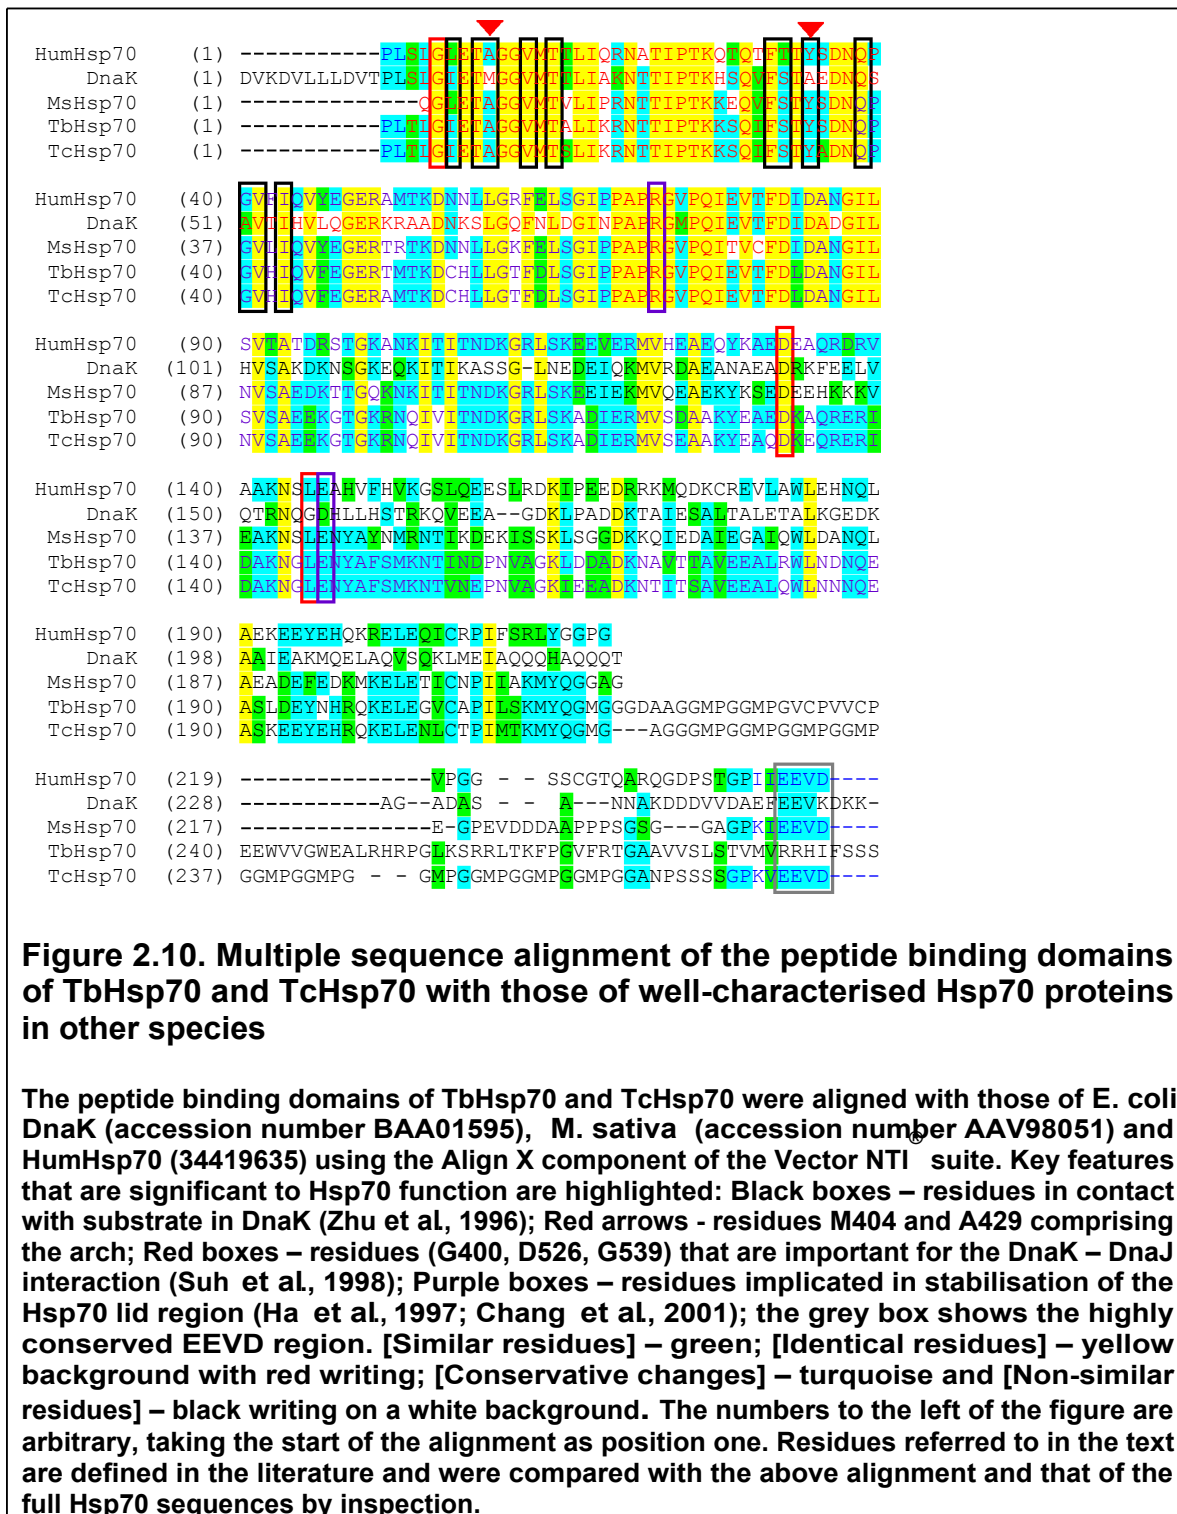 HumHsp70 (1) -----------PLSLGLETAGGVMTTLIQRNATIPTKQTQTFTTYSDNQP
DnaK (1) DVKDVLLLDVTPLSLGIETMGGVMTTLIAKNTTIPTKHSQVFSTAEDNQS
MsHsp70 (1) --------------QGLETAGGVMTVLIPRNTTIPTKKEQVFSTYSDNQP
TbHsp70 (1) -----------PLTLGIETAGGVMTALIKRNTTIPTKKSQIFSTYSDNQP
TcHsp70 (1) -----------PLTLGIETAGGVMTSLIKRNTTIPTKKSQIFSTYADNQP
HumHsp70 (40) GVFIQVYEGERAMTKDNNLLGRFELSGIPPAPRGVPQIEVTFDIDANGIL
DnaK (51) AVTIHVLQGERKRAADNKSLGQFNLDGINPAPRGMPQIEVTFDIDADGIL
MsHsp70 (37) GVLIQVYEGERTRTKDNNLLGKFELSGIPPAPRGVPQITVCFDIDANGIL
TbHsp70 (40) GVHIQVFEGERTMTKDCHLLGTFDLSGIPPAPRGVPQIEVTFDLDANGIL
TcHsp70 (40) GVHIQVFEGERAMTKDCHLLGTFDLSGIPPAPRGVPQIEVTFDLDANGIL
HumHsp70 (90) SVTATDRSTGKANKITITNDKGRLSKEEVERMVHEAEQYKAEDEAQRDRV
DnaK (101) HVSAKDKNSGKEQKITIKASSG-LNEDEIQKMVRDAEANAEADRKFEELV
MsHsp70 (87) NVSAEDKTTGQKNKITITNDKGRLSKEEIEKMVQEAEKYKSEDEEHKKKV
TbHsp70 (90) SVSAEEKGTGKRNQIVITNDKGRLSKADIERMVSDAAKYEAEDKAQRERI
TcHsp70 (90) NVSAEEKGTGKRNQIVITNDKGRLSKADIERMVSEAAKYEAQDKEQRERI
HumHsp70 (140) AAKNSLEAHVFHVKGSLQEESLRDKIPEEDRRKMQDKCREVLAWLEHNQL
DnaK (150) QTRNQGDHLLHSTRKQVEEA--GDKLPADDKTAIESALTALETALKGEDK
MsHsp70 (137) EAKNSLENYAYNMRNTIKDEKISSKLSGGDKKQIEDAIEGAIQWLDANQL
TbHsp70 (140) DAKNGLENYAFSMKNTINDPNVAGKLDDADKNAVTTAVEEALRWLNDNQE
TcHsp70 (140) DAKNGLENYAFSMKNTVNEPNVAGKIEEADKNTITSAVEEALQWLNNNQE
HumHsp70 (190) AEKEEYEHQKRELEQICRPIFSRLYGGPG
DnaK (198) AAIEAKMQELAQVSQKLMEIAQQQHAQQQT
MsHsp70 (187) AEADEFEDKMKELETICNPIIAKMYQGGAG
TbHsp70 (190) ASLDEYNHRQKELEGVCAPILSKMYQGMGGGDAAGGMPGGMPGVCPVVCP
TcHsp70 (190) ASKEEYEHRQKELENLCTPIMTKMYQGMG---AGGGMPGGMPGGMPGGMP
HumHsp70 (219) ---------------VPGG - - SSCGTQARQGDPSTGPIIEEVD----
DnaK (228) -----------AG--ADAS - - A---NNAKDDDVVDAEFEEVKDKK-
MsHsp70 (217) ---------------E-GPEVDDDAAPPPSGSG---GAGPKIEEVD----
TbHsp70 (240) EEWVVGWEALRHRPGLKSRRLTKFPGVFRTGAAVVSLSTVMVRRHIFSSS
TcHsp70 (237) GGMPGGMPG - - GMPGGMPGGMPGGMPGGANPSSSSGPKVEEVD----
Figure 2.10. Multiple sequence alignment of the peptide binding domains
of TbHsp70 and TcHsp70 with those of well-characterised Hsp70 proteins
in other species
The peptide binding domains of TbHsp70 and TcHsp70 were aligned with those of E. coli
DnaK (accession number BAA01595), M. sativa (accession number AAV98051) and
HumHsp70 (34419635) using the Align X component of the Vector NTI® suite. Key features
that are significant to Hsp70 function are highlighted: Black boxes – residues in contact
with substrate in DnaK (Zhu et al., 1996); Red arrows - residues M404 and A429 comprising
the arch; Red boxes – residues (G400, D526, G539) that are important for the DnaK – DnaJ
interaction (Suh et al., 1998); Purple boxes – residues implicated in stabilisation of the
Hsp70 lid region (Ha et al., 1997; Chang et al., 2001); the grey box shows the highly
conserved EEVD region. [Similar residues] – green; [Identical residues] – yellow
background with red writing; [Conservative changes] – turquoise and [Non-similar
residues] – black writing on a white background. The numbers to the left of the figure are
arbitrary, taking the start of the alignment as position one. Residues referred to in the text
are defined in the literature and were compared with the above alignment and that of the
full Hsp70 sequences by inspection.